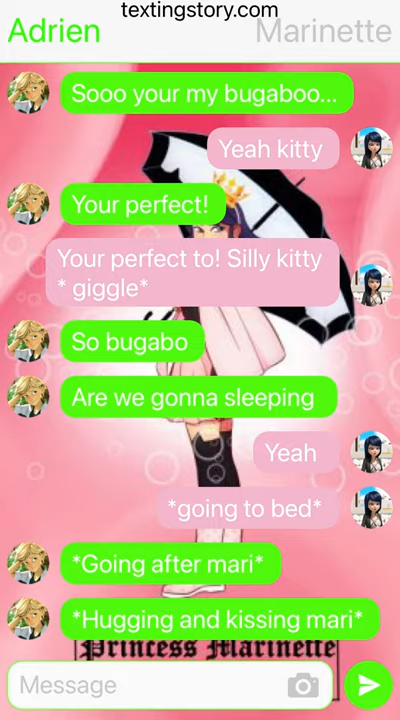 textingstory.com
Adrien
Marinette
Sooo your my bugaboo...
Yeah kitty
Your perfect!
Your perfect to! Silly kitty
* giggle*
So bugabo
Are we gonna sleeping
Yeah
*going to bed*
*Going after mari*
*Hugging and kissing mari*
Princess Marinette
Message